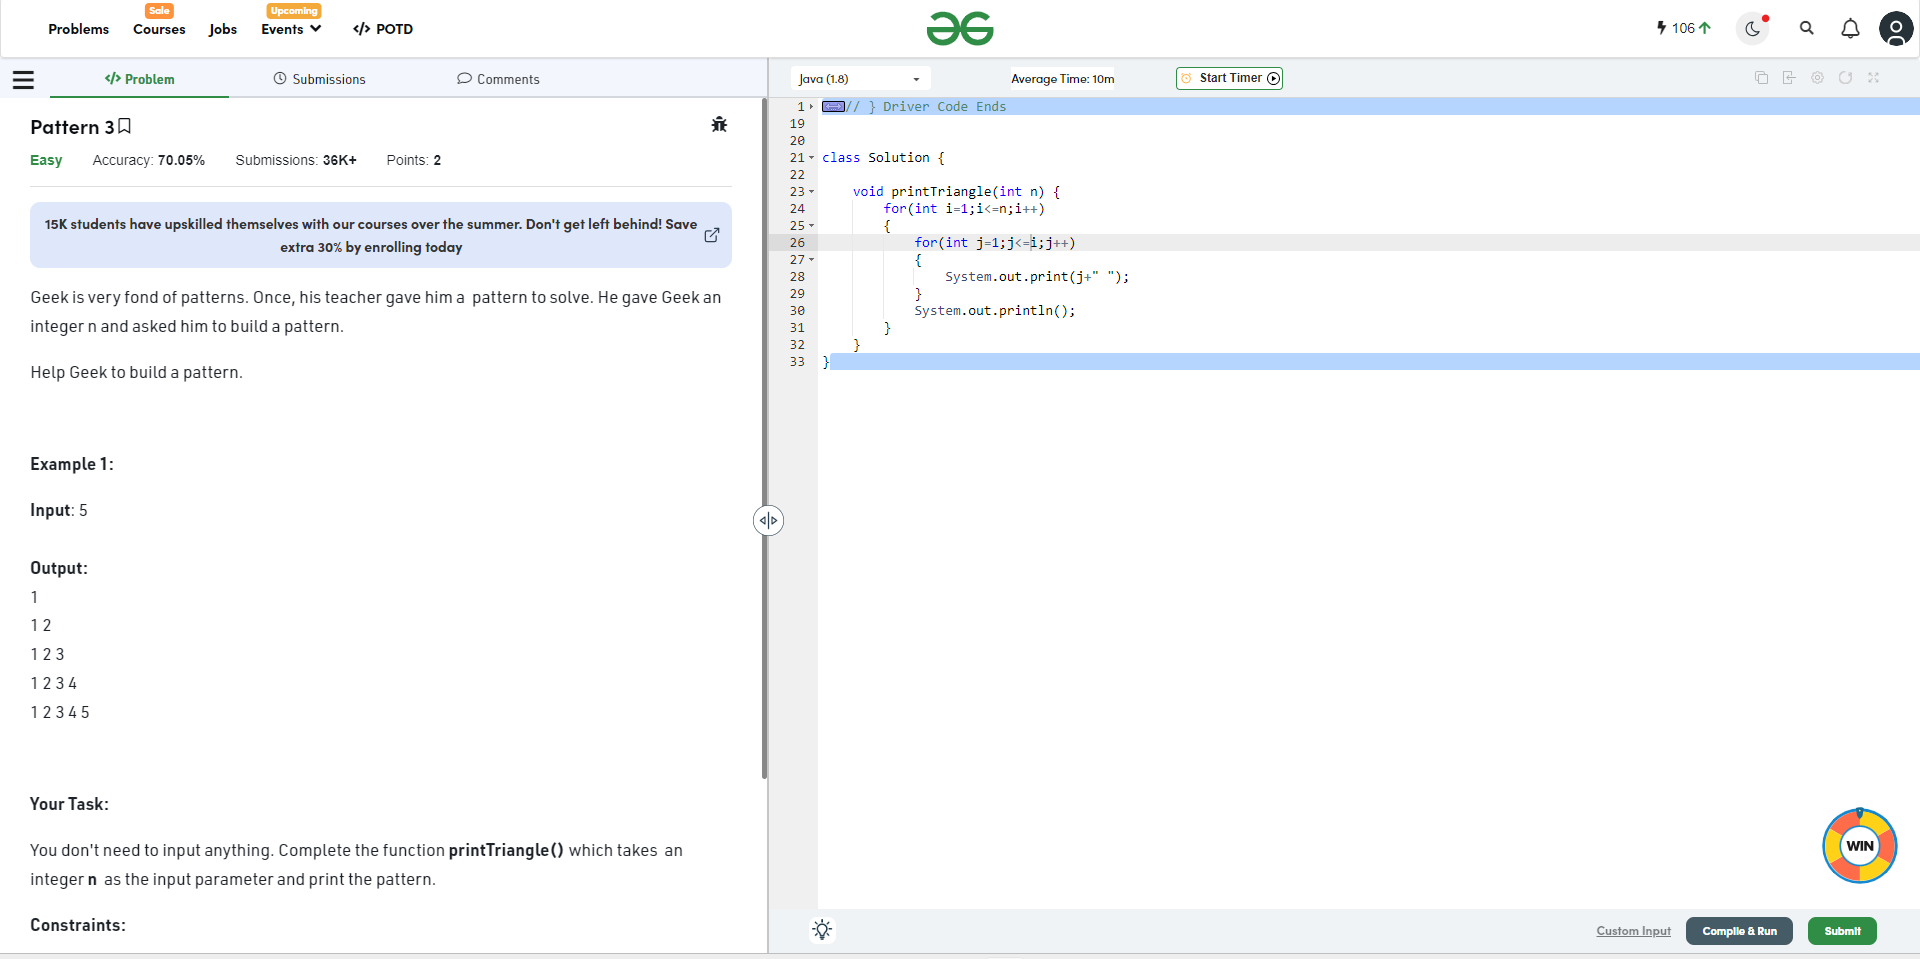 Sale
Upcoming
Problems Courses Jobs Events </> POTD
106
</> Problem Submissions Comments
Java (1.8) Average Time: 10m Start Timer
Pattern 3
Easy Accuracy: 70.05% Submissions: 36K+ Points: 2
15K students have upskilled themselves with our courses over the summer. Don't get left behind! Save
extra 30% by enrolling today
Geek is very fond of patterns. Once, his teacher gave him a pattern to solve. He gave Geek an
integer n and asked him to build a pattern.
Help Geek to build a pattern.
Example 1:
Input: 5
Output:
1
1 2
1 2 3
1 2 3 4
1 2 3 4 5
Your Task:
You don't need to input anything. Complete the function printTriangle() which takes an
integer n as the input parameter and print the pattern.
Constraints:
1 // } Driver Code Ends
19
20
21 class Solution {
22
23 void printTriangle(int n) {
24 for(int i=1;i<=n;i++)
25 {
26 for(int j=1;j<=i;j++)
27 {
28 System.out.print(j+" ");
29 }
30 System.out.println();
31 }
32 }
33 }
WIN
Custom Input Compile & Run Submit